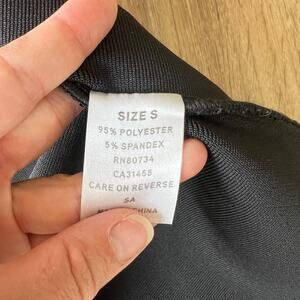 SIZE S
95% POLYESTER
5% SPANDEX
RN80734
CA31458
CARE ON REVERSE
SA
CHINA